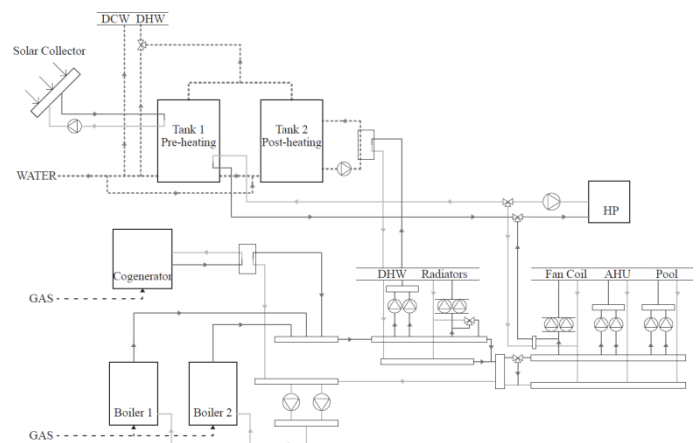 DCW DHW
Solar Collector
Tank 1
Pre-heating
Tank 2
Post-heating
WATER
HP
Cogenerator
DHW Radiators
Fan Coil AHU Pool
GAS
Boiler 1
Boiler 2
GAS